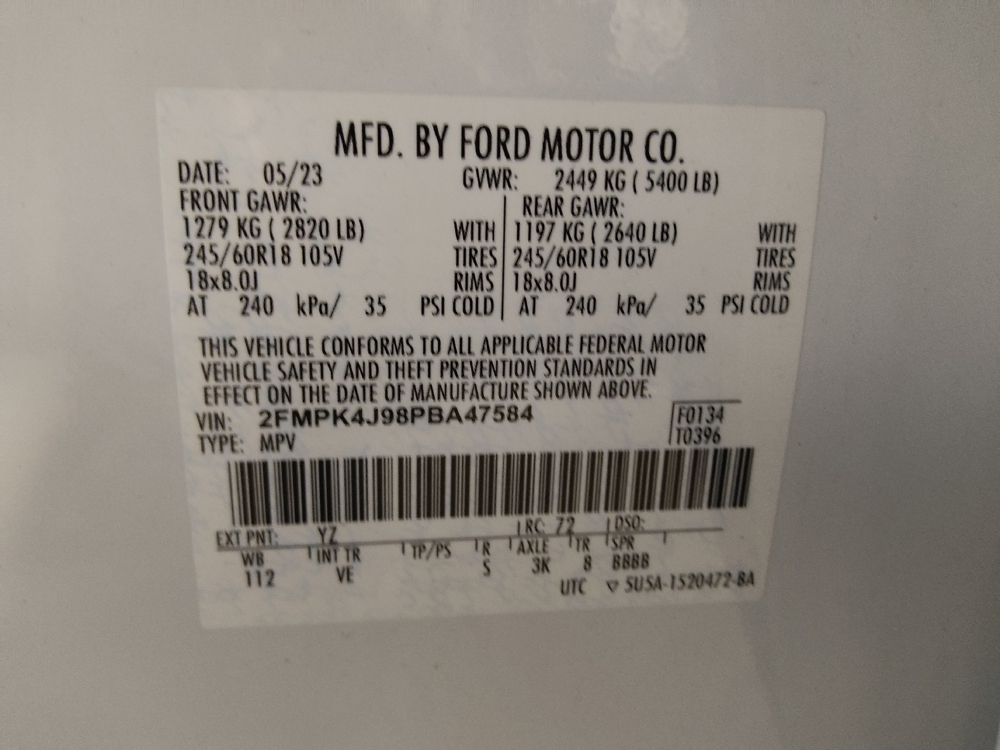 MFD. BY FORD MOTOR CO.
DATE: 05/23 GVWR: 2449 KG ( 5400 LB)
FRONT GAWR: REAR GAWR:
1279 KG ( 2820 LB) WITH 1197 KG ( 2640 LB) WITH
245/60R18 105V TIRES 245/60R18 105V TIRES
18x8.0J RIMS 18x8.0J RIMS
AT 240 kPa/ 35 PSI COLD AT 240 kPa/ 35 PSI COLD
THIS VEHICLE CONFORMS TO ALL APPLICABLE FEDERAL MOTOR
VEHICLE SAFETY AND THEFT PREVENTION STANDARDS IN
EFFECT ON THE DATE OF MANUFACTURE SHOWN ABOVE.
VIN: 2FMPK4J98PBA47584 F0134
TYPE: MPV T0396
EXT PNT: YZ RC: 72 DSO:
WB INT TR TP/PS R AXLE TR SPR
112 VE S 3K 8 BBBB
UTC ▽ 5U5A-1520472-BA